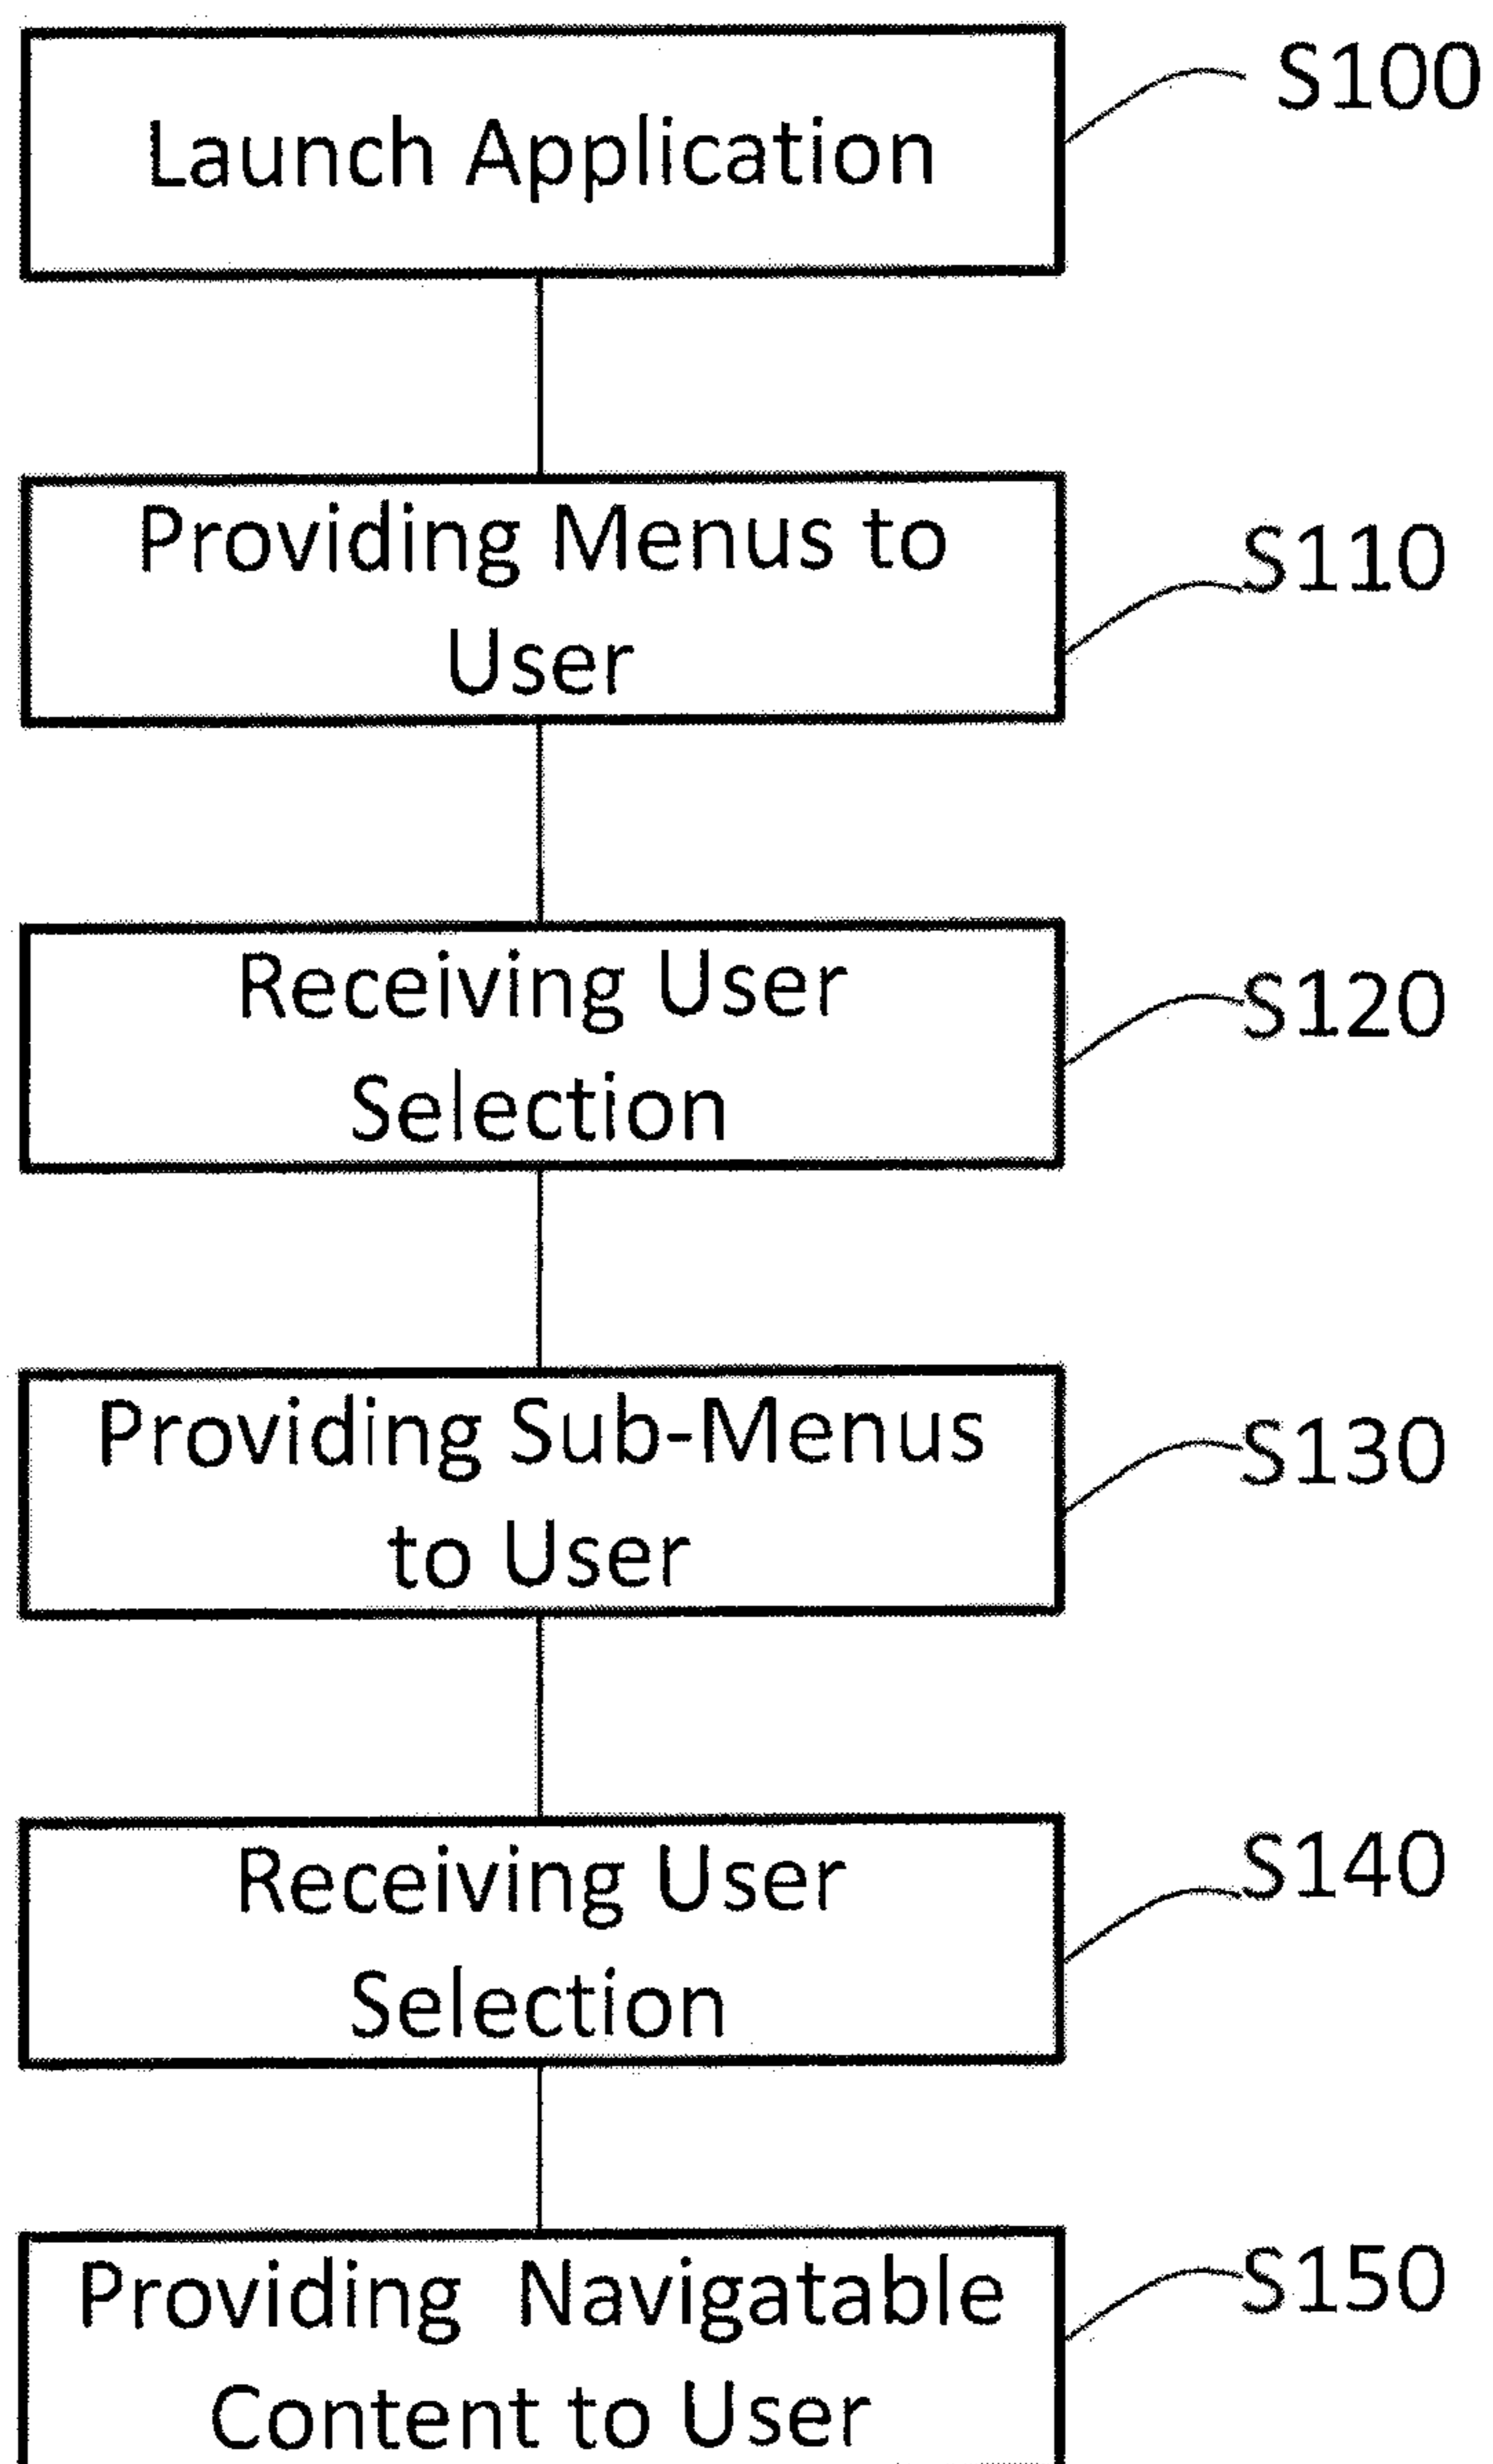 Launch Application
S100
Providing Menus to
User
S110
Receiving User
Selection
S120
Providing Sub-Menus
to User
S130
Receiving User
Selection
S140
Providing Navigatable
Content to User
S150